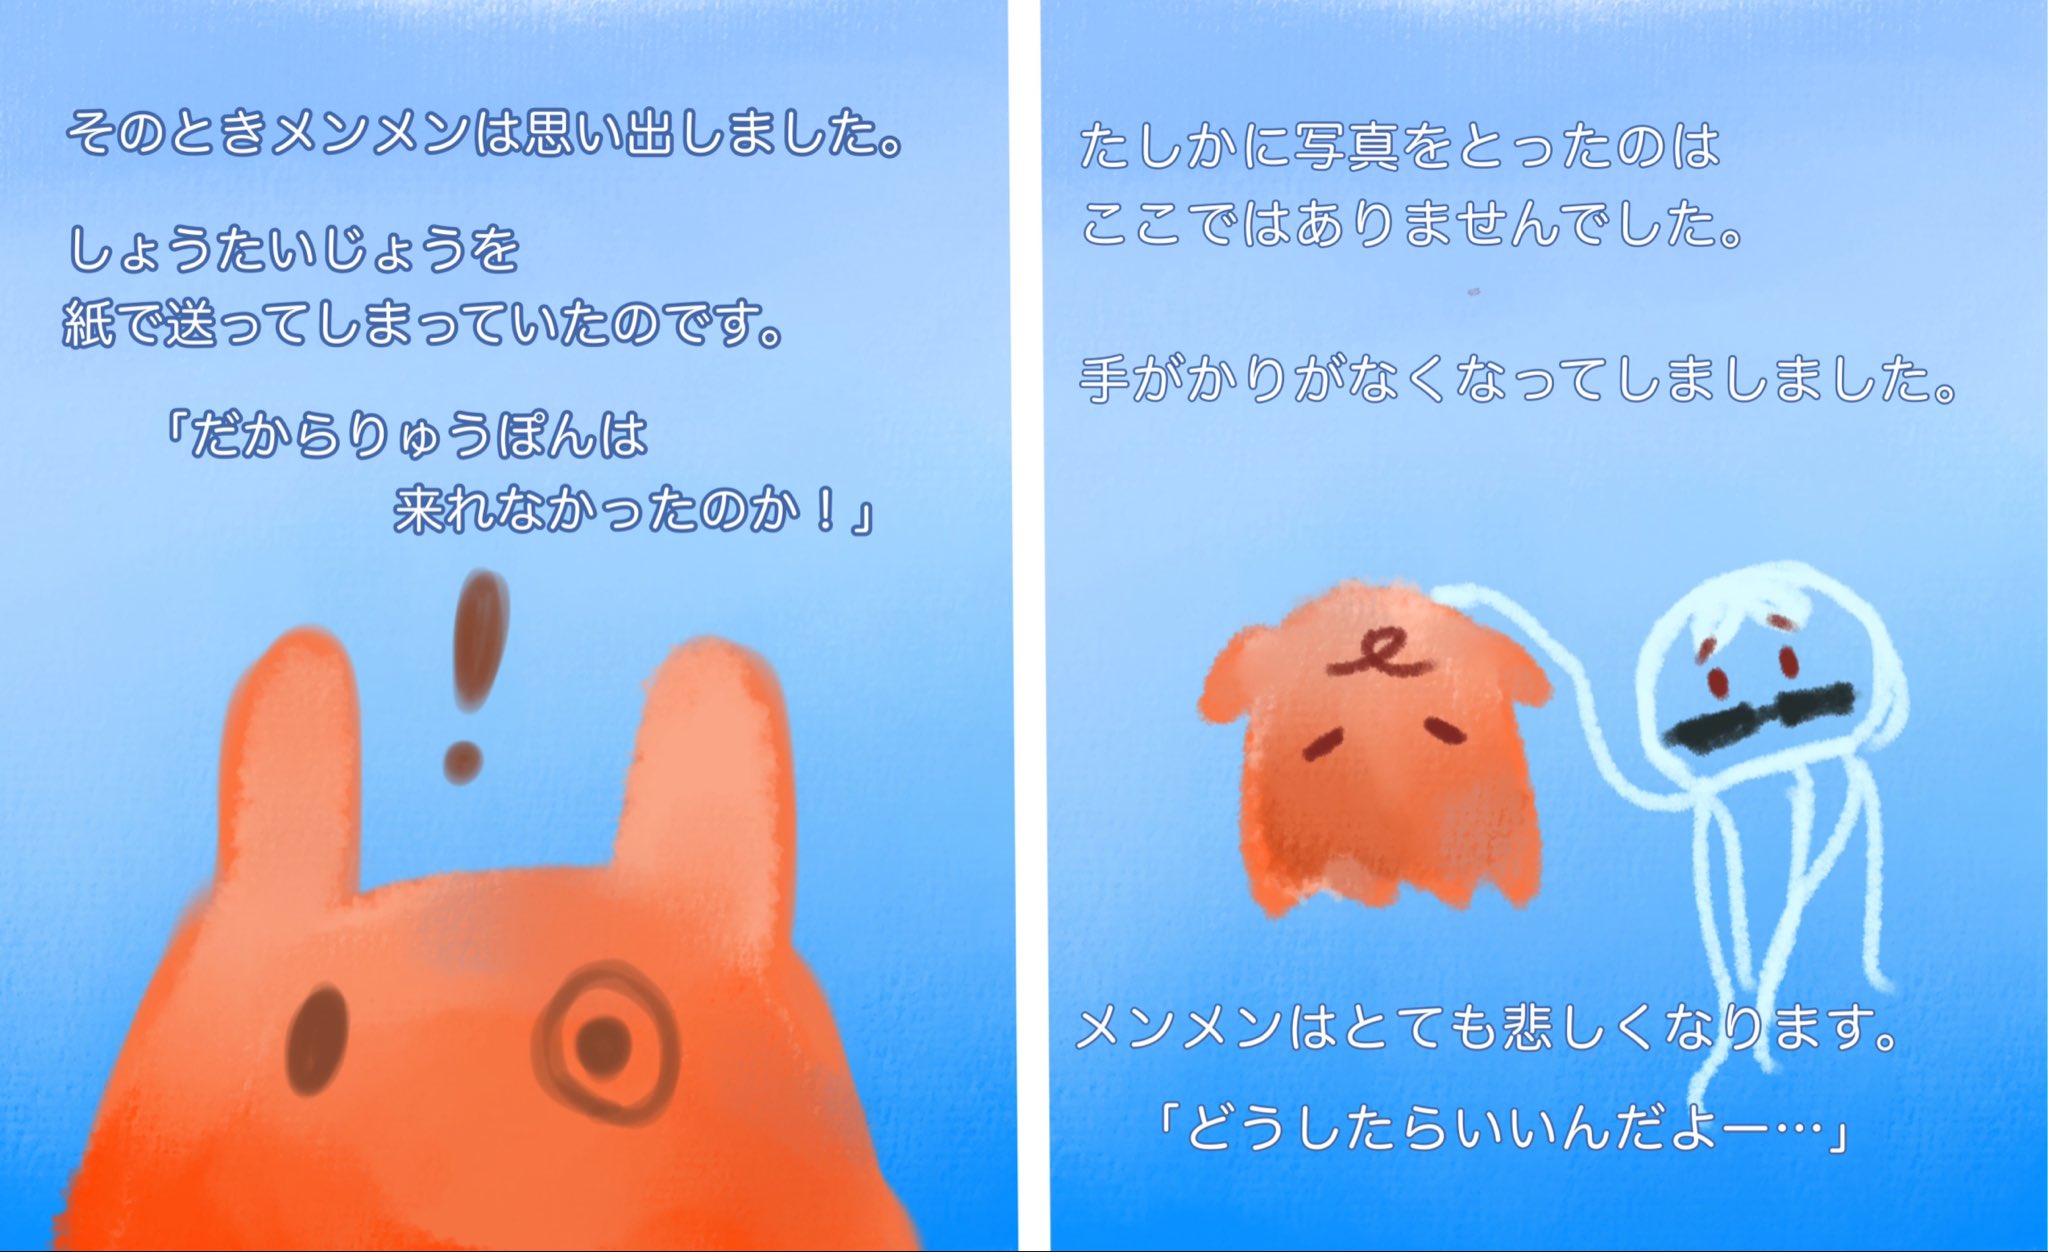 そのときメンメンは思い出しました。
しょうたいじょうを
紙で送ってしまっていたのです。
「だからりゅうぽんは
来れなかったのか！」
たしかに写真をとったのは
ここではありませんでした。
手がかりがなくなってしましました。
メンメンはとても悲しくなります。
「どうしたらいいんだよー…」